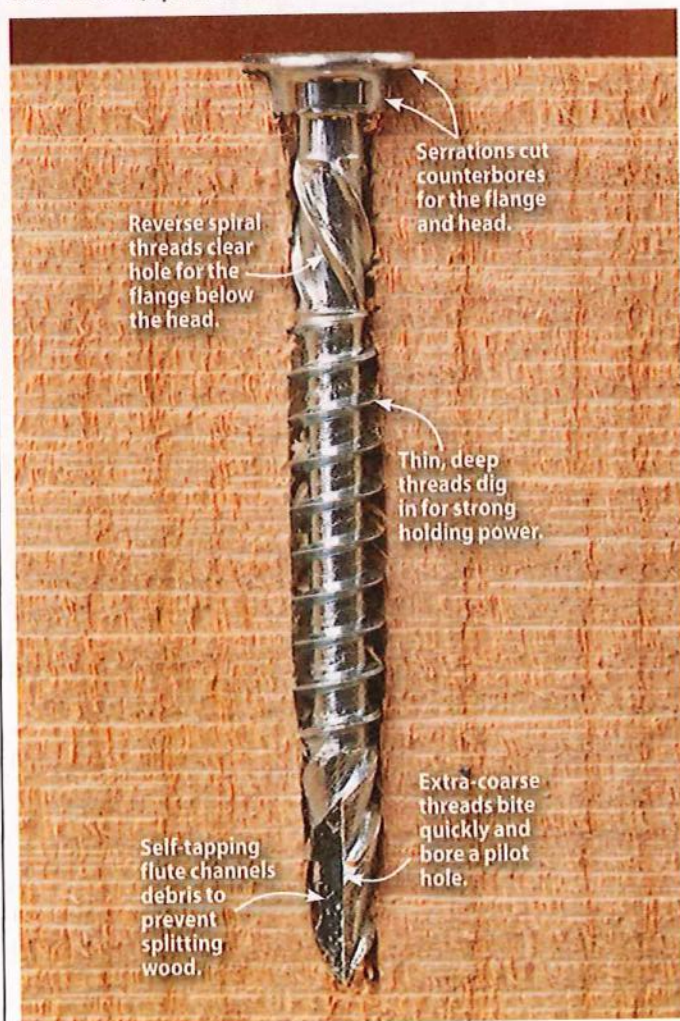 Serrations cut
counterbores
for the flange
and head.
Reverse spiral
threads clear
hole for the
flange below
the head.
Thin, deep
threads dig
in for strong
holding power.
Extra-coarse
threads bite
quickly and
bore a pilot
hole.
Self-tapping
flute channels
debris to
prevent
splitting
wood.